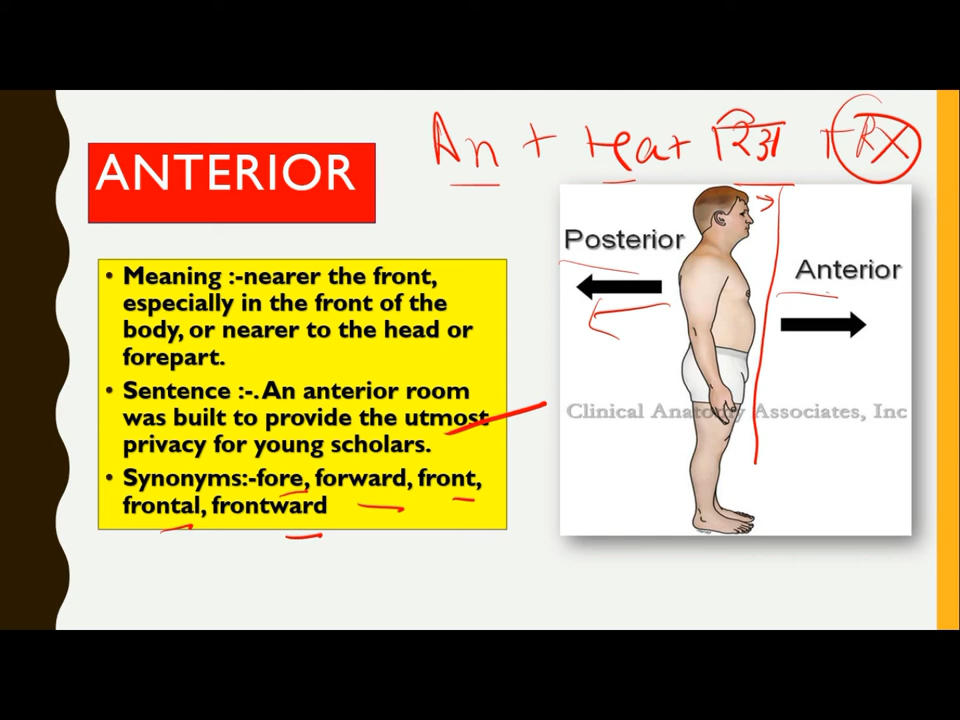 An + + रिअ + RX
ANTERIOR
Posterior
Anterior
• Meaning :-nearer the front,
especially in the front of the
body, or nearer to the head or
forepart.
• Sentence :-. An anterior room
was built to provide the utmost
privacy for young scholars.
• Synonyms:-fore, forward, front,
frontal, frontward
Clinical Anatomy Associates, Inc